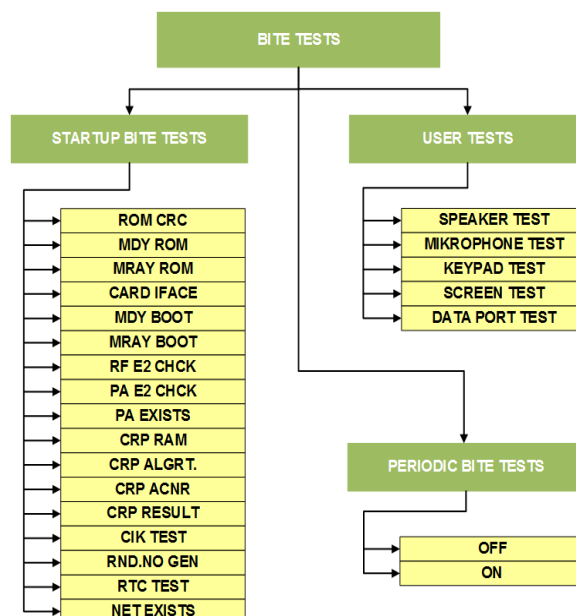 BITE TESTS
STARTUP BITE TESTS
ROM CRC
MDY ROM
MRAY ROM
CARD IFACE
MDY BOOT
MRAY BOOT
RF E2 CHCK
PA E2 CHCK
PA EXISTS
CRP RAM
CRP ALGRT.
CRP ACNR
CRP RESULT
CIK TEST
RND.NO GEN
RTC TEST
NET EXISTS
USER TESTS
SPEAKER TEST
MIKROPHONE TEST
KEYPAD TEST
SCREEN TEST
DATA PORT TEST
PERIODIC BITE TESTS
OFF
ON